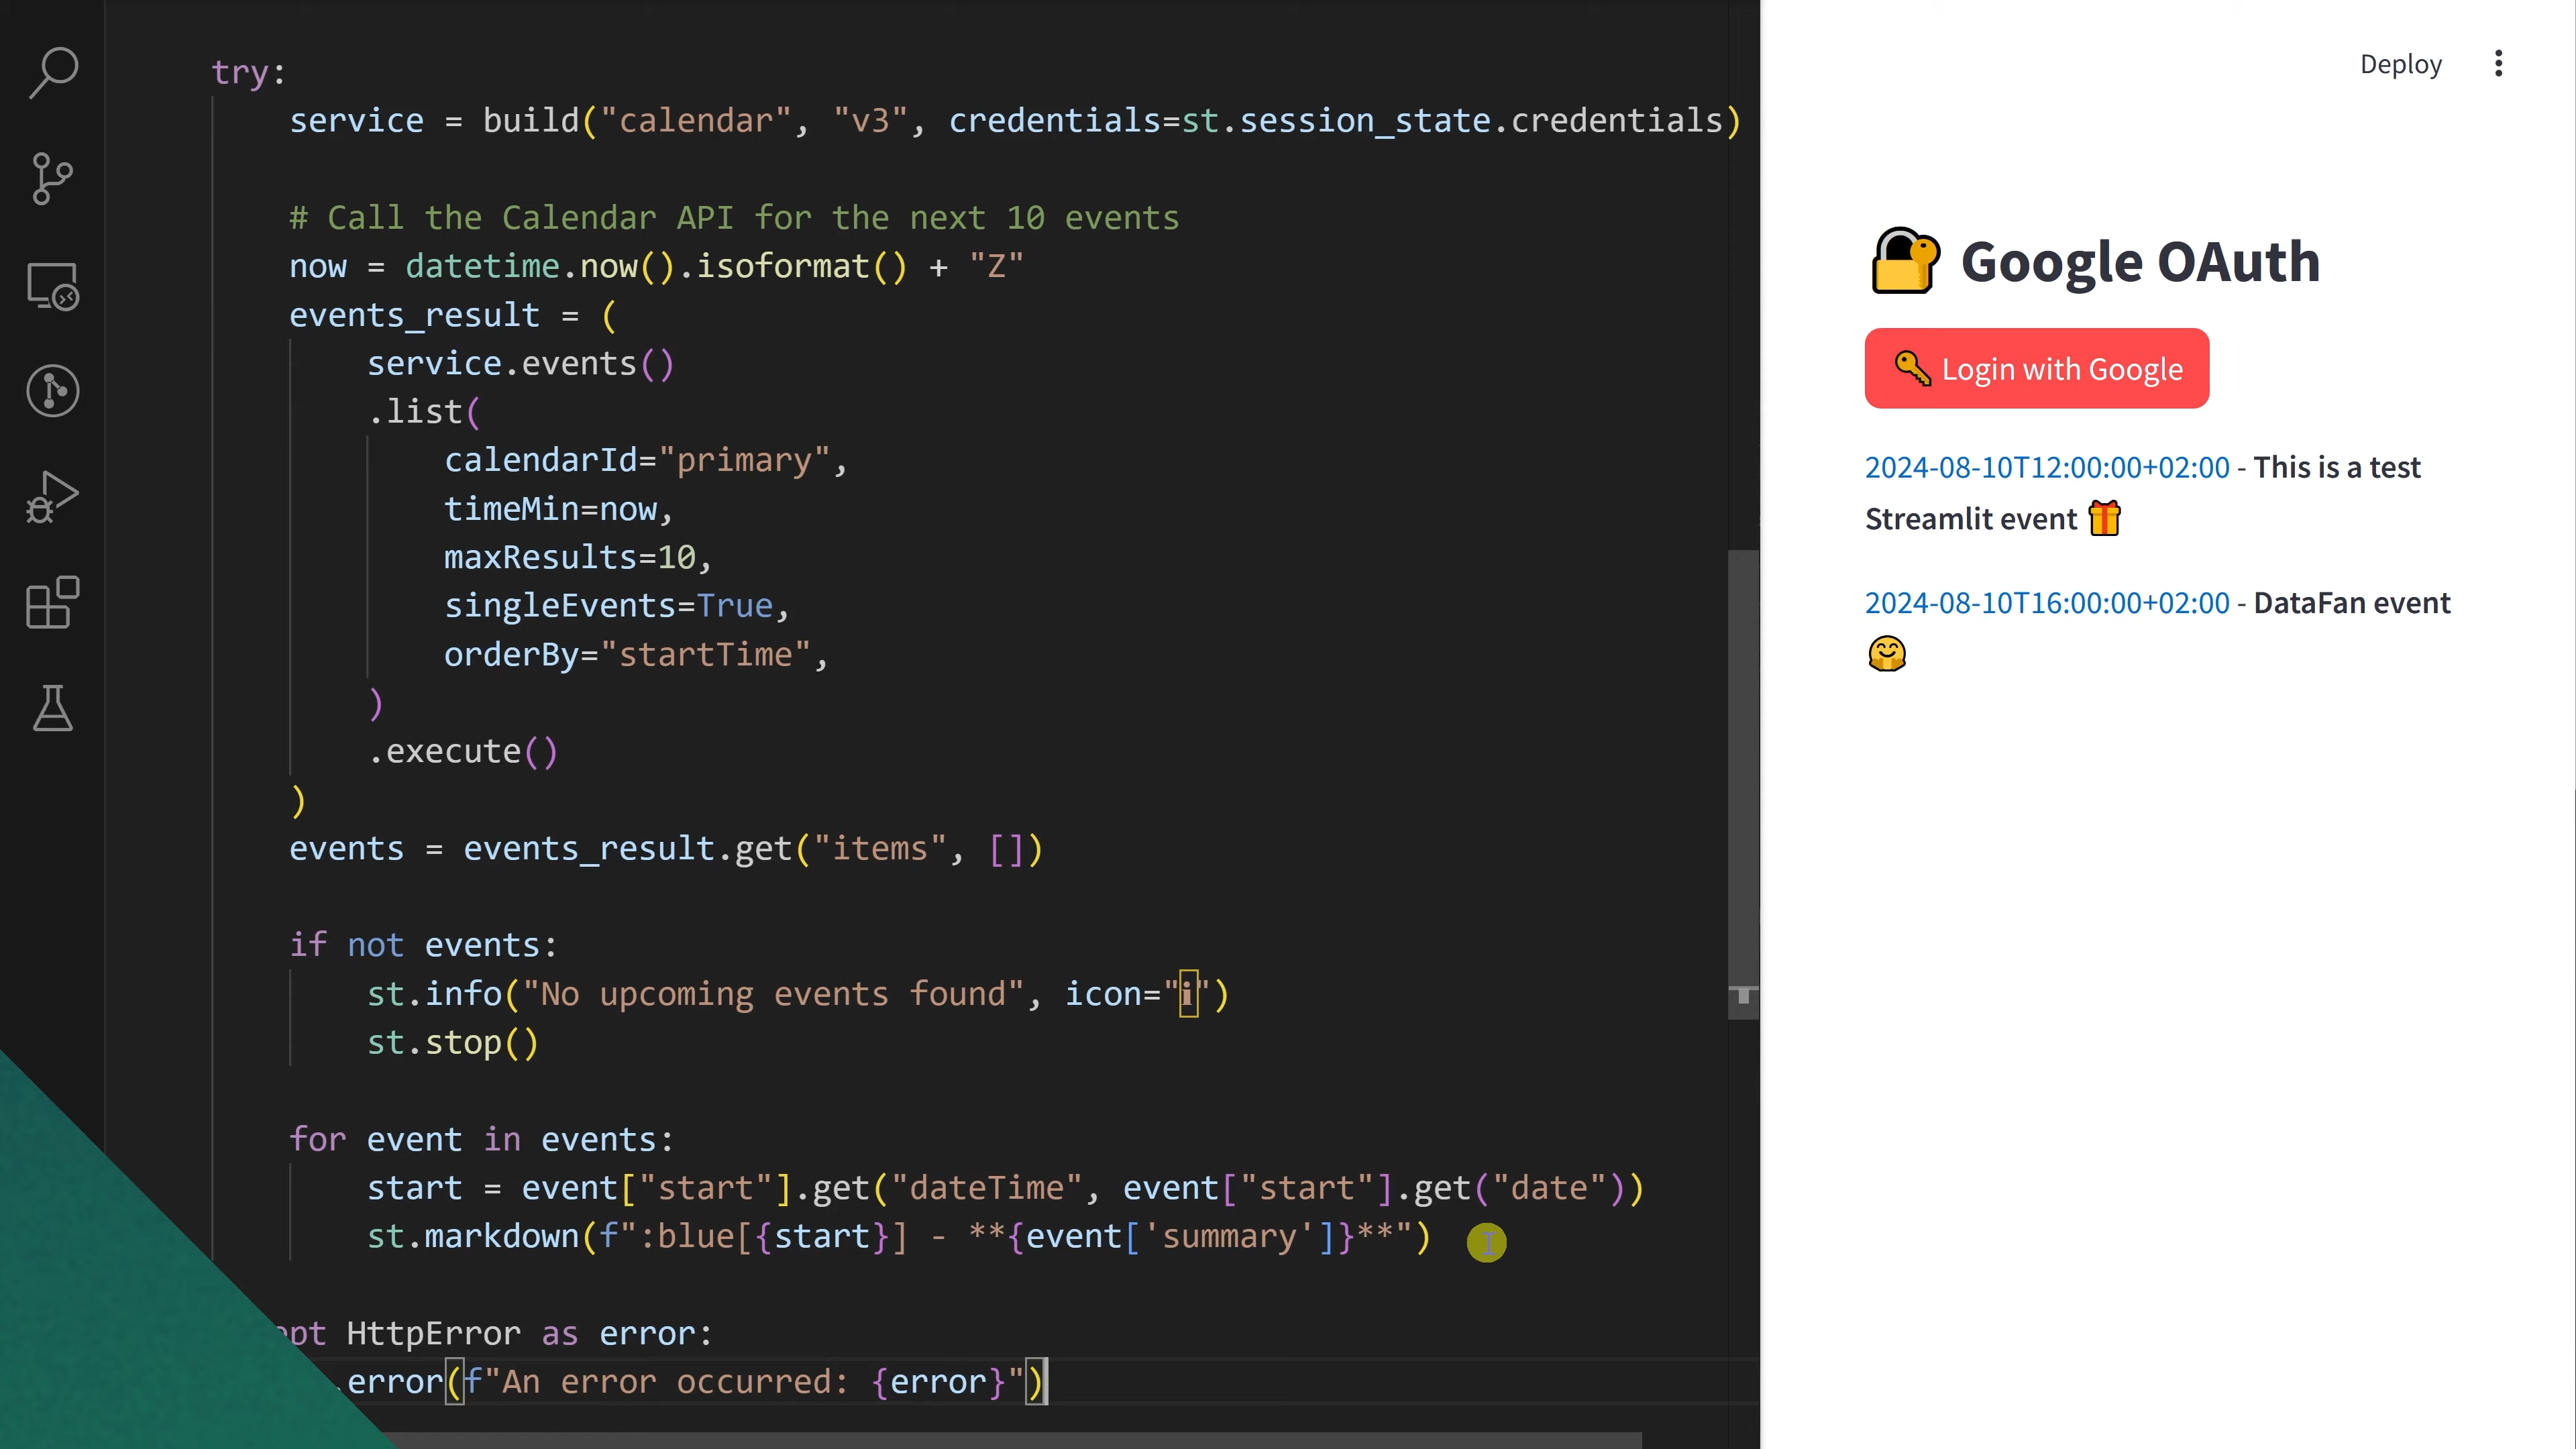 try:
service = build("calendar", "v3", credentials=st.session_state.credentials)
# Call the Calendar API for the next 10 events
now = datetime.now().isoformat() + "Z"
events_result = (
service.events()
.list(
calendarId="primary",
timeMin=now,
maxResults=10,
singleEvents=True,
orderBy="startTime",
)
.execute()
)
events = events_result.get("items", [])
if not events:
st.info("No upcoming events found", icon="ℹ")
st.stop()
for event in events:
start = event["start"].get("dateTime", event["start"].get("date"))
st.markdown(f":blue[{start}] - **{event['summary']}**")
ept HttpError as error:
.error(f"An error occurred: {error}")
Deploy
🔐 Google OAuth
🔑 Login with Google
2024-08-10T12:00:00+02:00 - This is a test
Streamlit event 🎁
2024-08-10T16:00:00+02:00 - DataFan event
🤗